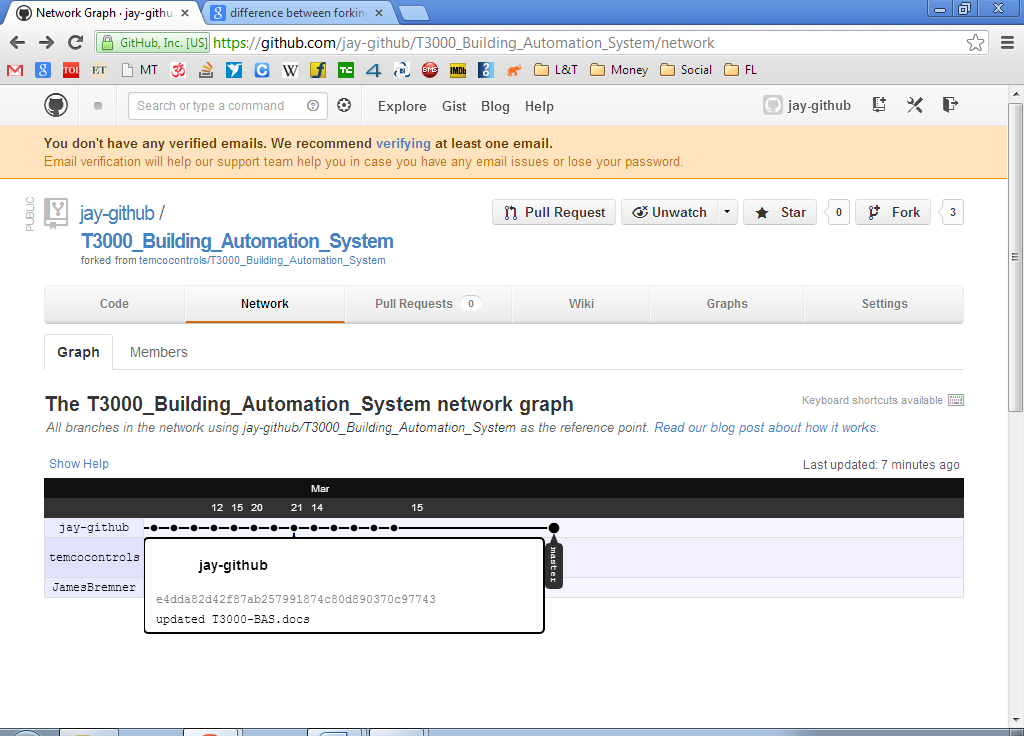 Network Graph · jay-githu
difference between forkin
GitHub, Inc. [US] https://github.com/jay-github/T3000_Building_Automation_System/network
TOI ET MT W f TC 4 BMS IMDb L&T Money Social FL
Search or type a command
Explore Gist Blog Help
jay-github
You don't have any verified emails. We recommend verifying at least one email.
Email verification will help our support team help you in case you have any email issues or lose your password.
PUBLIC
jay-github /
T3000_Building_Automation_System
forked from temcocontrols/T3000_Building_Automation_System
Pull Request Unwatch Star 0 Fork 3
Code Network Pull Requests 0 Wiki Graphs Settings
Graph Members
The T3000_Building_Automation_System network graph
Keyboard shortcuts available
All branches in the network using jay-github/T3000_Building_Automation_System as the reference point. Read our blog post about how it works.
Show Help
Last updated: 7 minutes ago
Mar
12 15 20 21 14 15
jay-github
temcocontrols
JamesBremner
master
jay-github
e4dda82d42f87ab257991874c80d890370c97743
updated T3000-BAS.docs